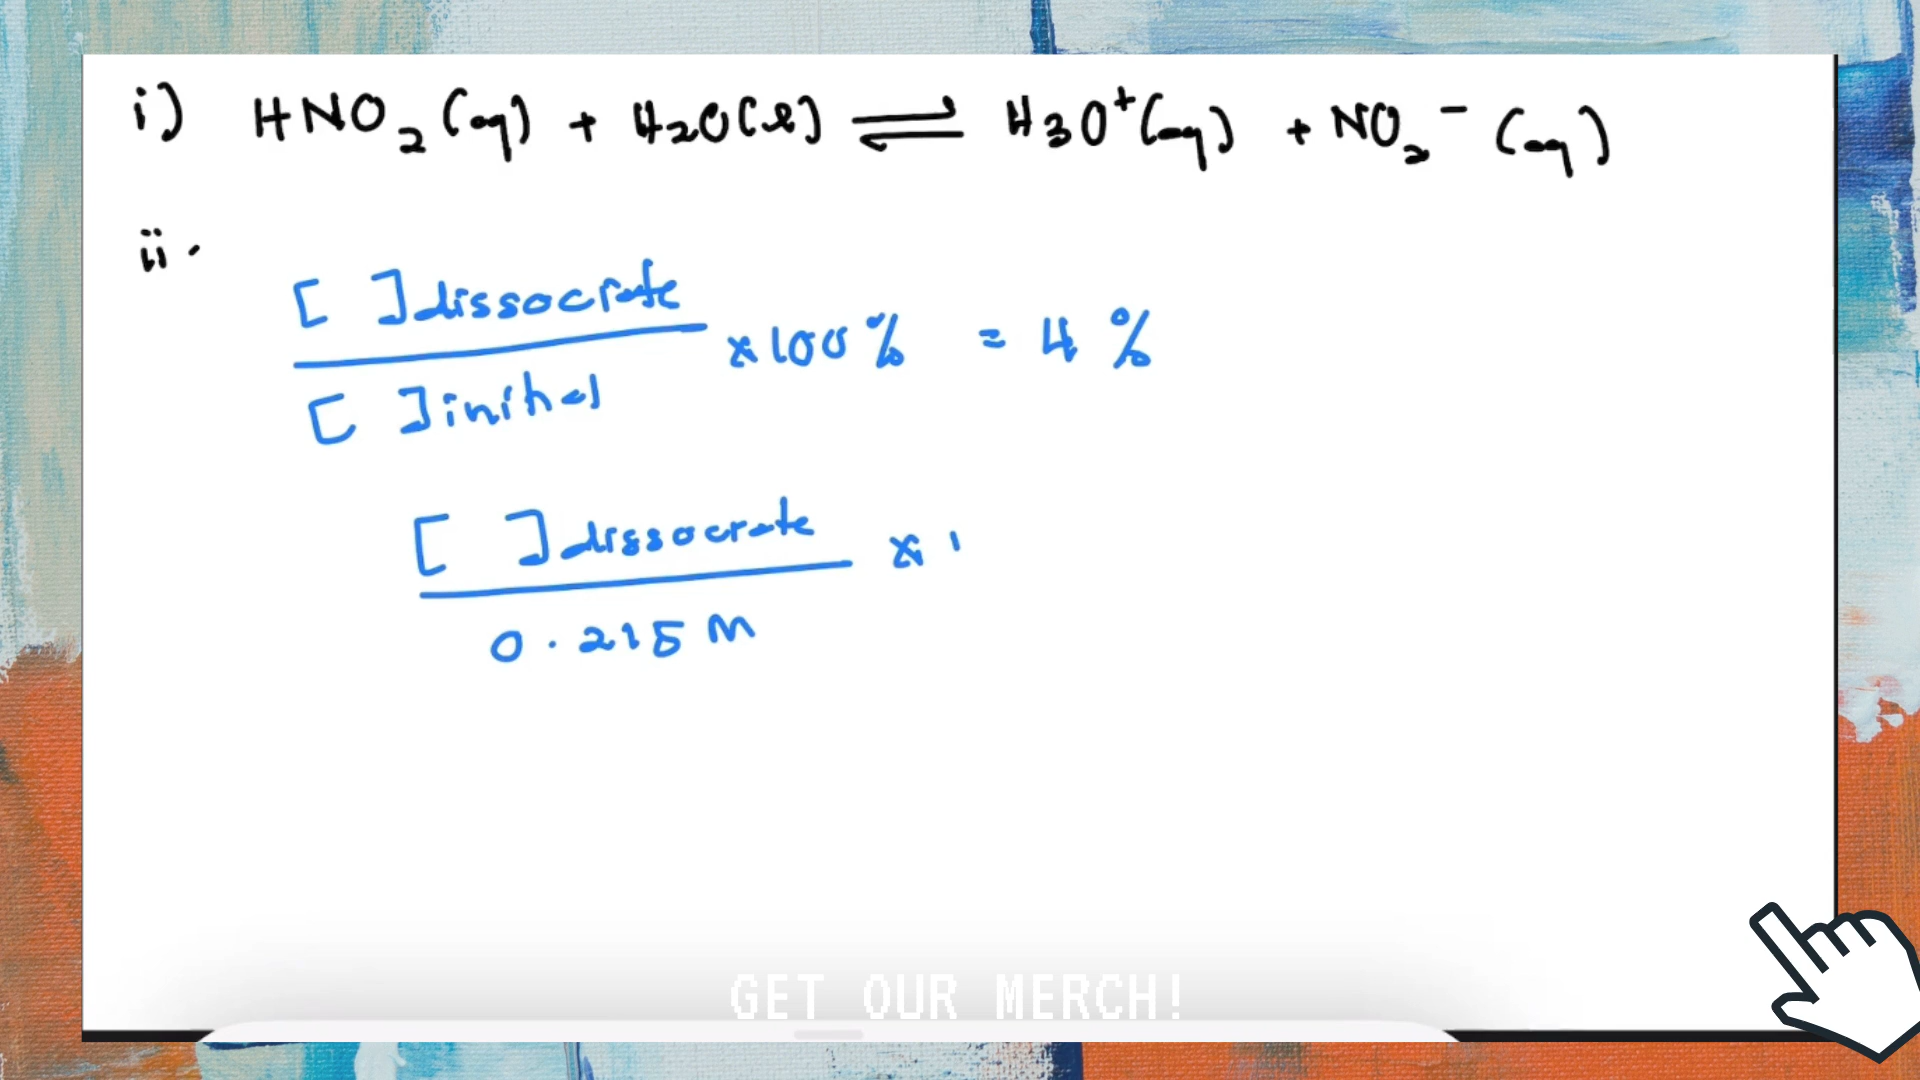 i) HNO₂ (aq) + H₂O(l) ⇌ H₃O⁺(aq) + NO₂⁻ (aq)
ii.
[ ]dissociate
[ ]initial
×100% = 4%
[ ]dissociate
0.215 M
×1
GET OUR MERCH!